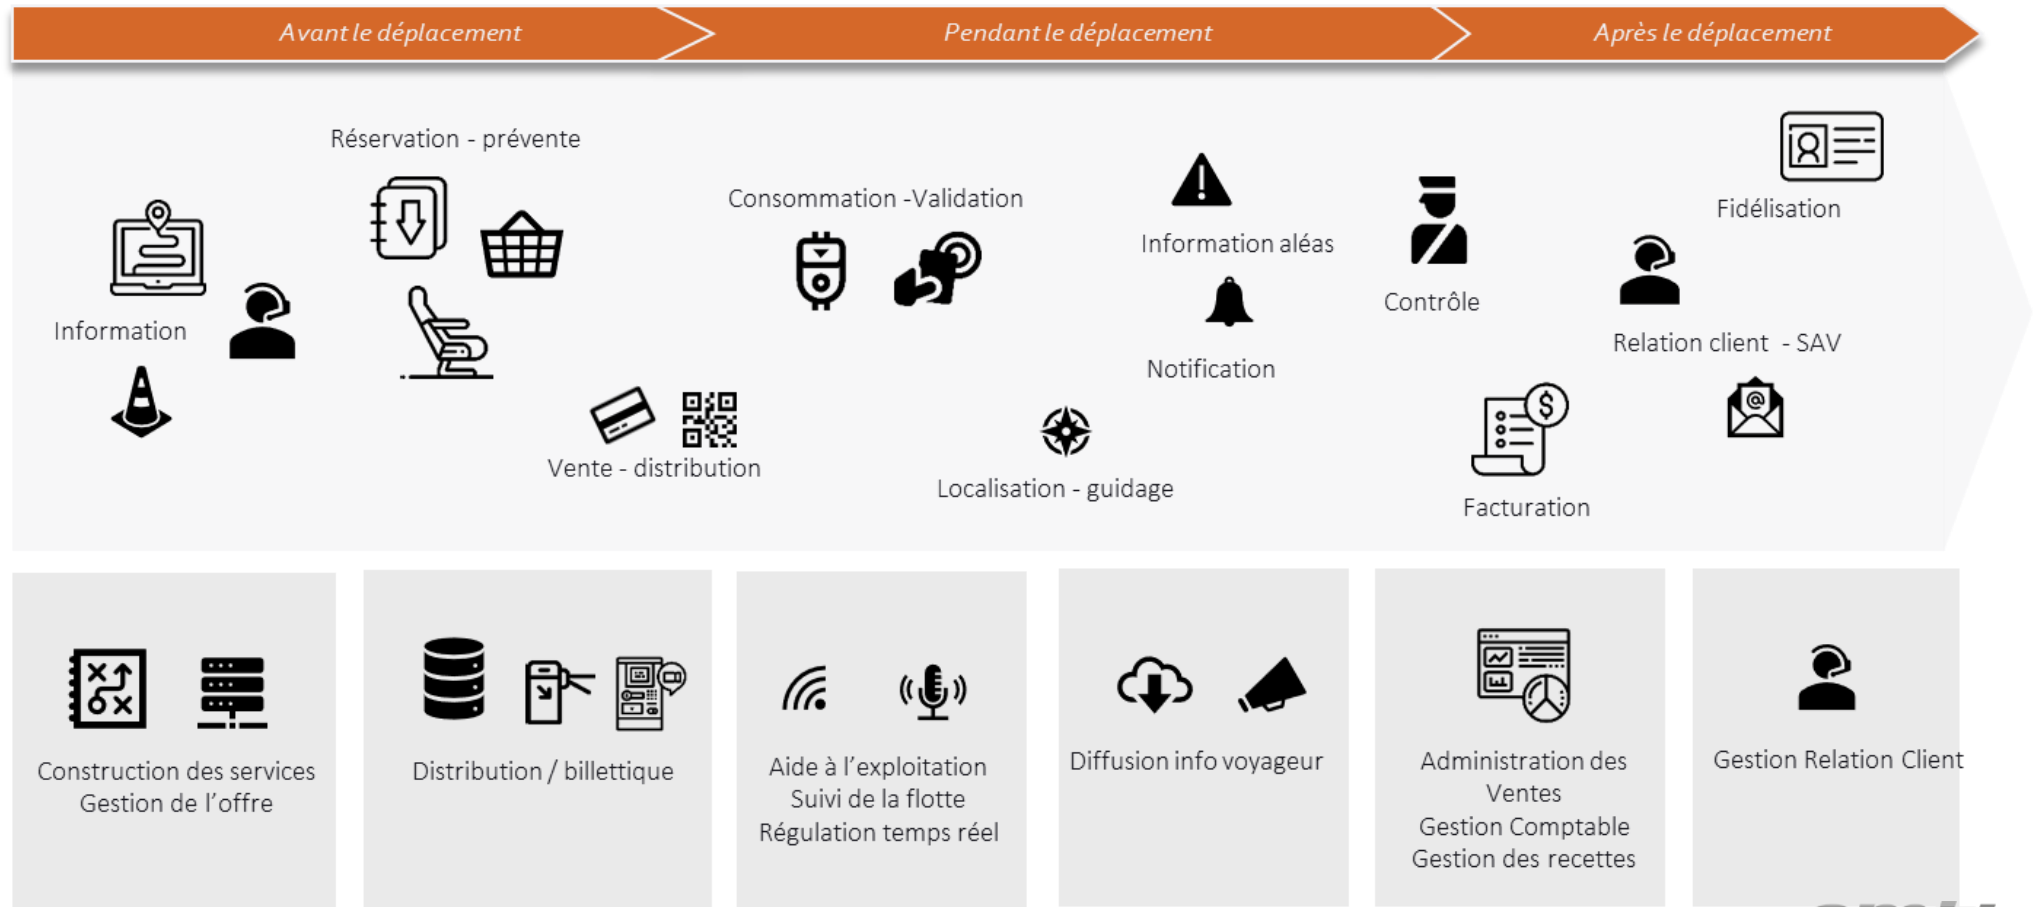 Avant le déplacement
Pendant le déplacement
Après le déplacement
Réservation - prévente
Consommation -Validation
Fidélisation
Information aléas
Contrôle
Information
Relation client - SAV
Notification
Vente - distribution
Localisation - guidage
Facturation
Construction des services
Gestion de l'offre
Distribution / billettique
Aide à l'exploitation
Suivi de la flotte
Régulation temps réel
Diffusion info voyageur
Administration des
Ventes
Gestion Comptable
Gestion des recettes
Gestion Relation Client